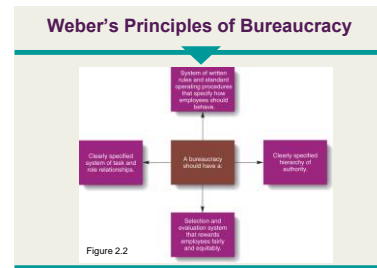 Weber's Principles of Bureaucracy
System of written
rules and standard
operating procedures
that specify how
employees should
behave.
Clearly specified
system of task and
role relationships.
A bureaucracy
should have a:
Clearly specified
hierarchy of
authority.
Selection and
evaluation system
that rewards
employees fairly
and equitably.
Figure 2.2